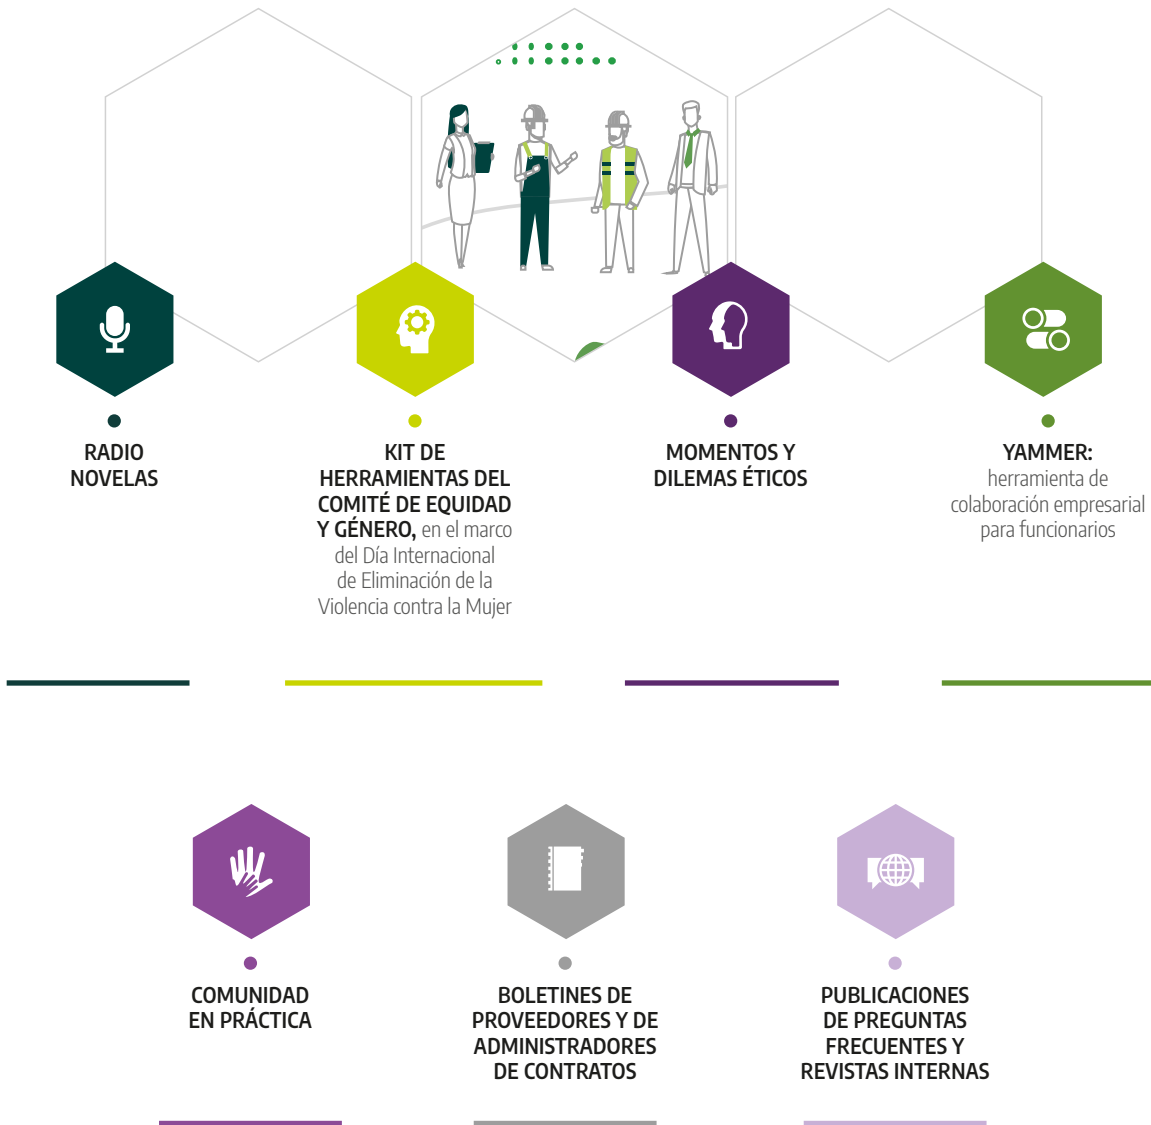 RADIO
NOVELAS
KIT DE
HERRAMIENTAS DEL
COMITÉ DE EQUIDAD
Y GÉNERO, en el marco
del Día Internacional
de Eliminación de la
Violencia contra la Mujer
MOMENTOS Y
DILEMAS ÉTICOS
YAMMER:
herramienta de
colaboración empresarial
para funcionarios
COMUNIDAD
EN PRÁCTICA
BOLETINES DE
PROVEEDORES Y DE
ADMINISTRADORES
DE CONTRATOS
PUBLICACIONES
DE PREGUNTAS
FRECUENTES Y
REVISTAS INTERNAS